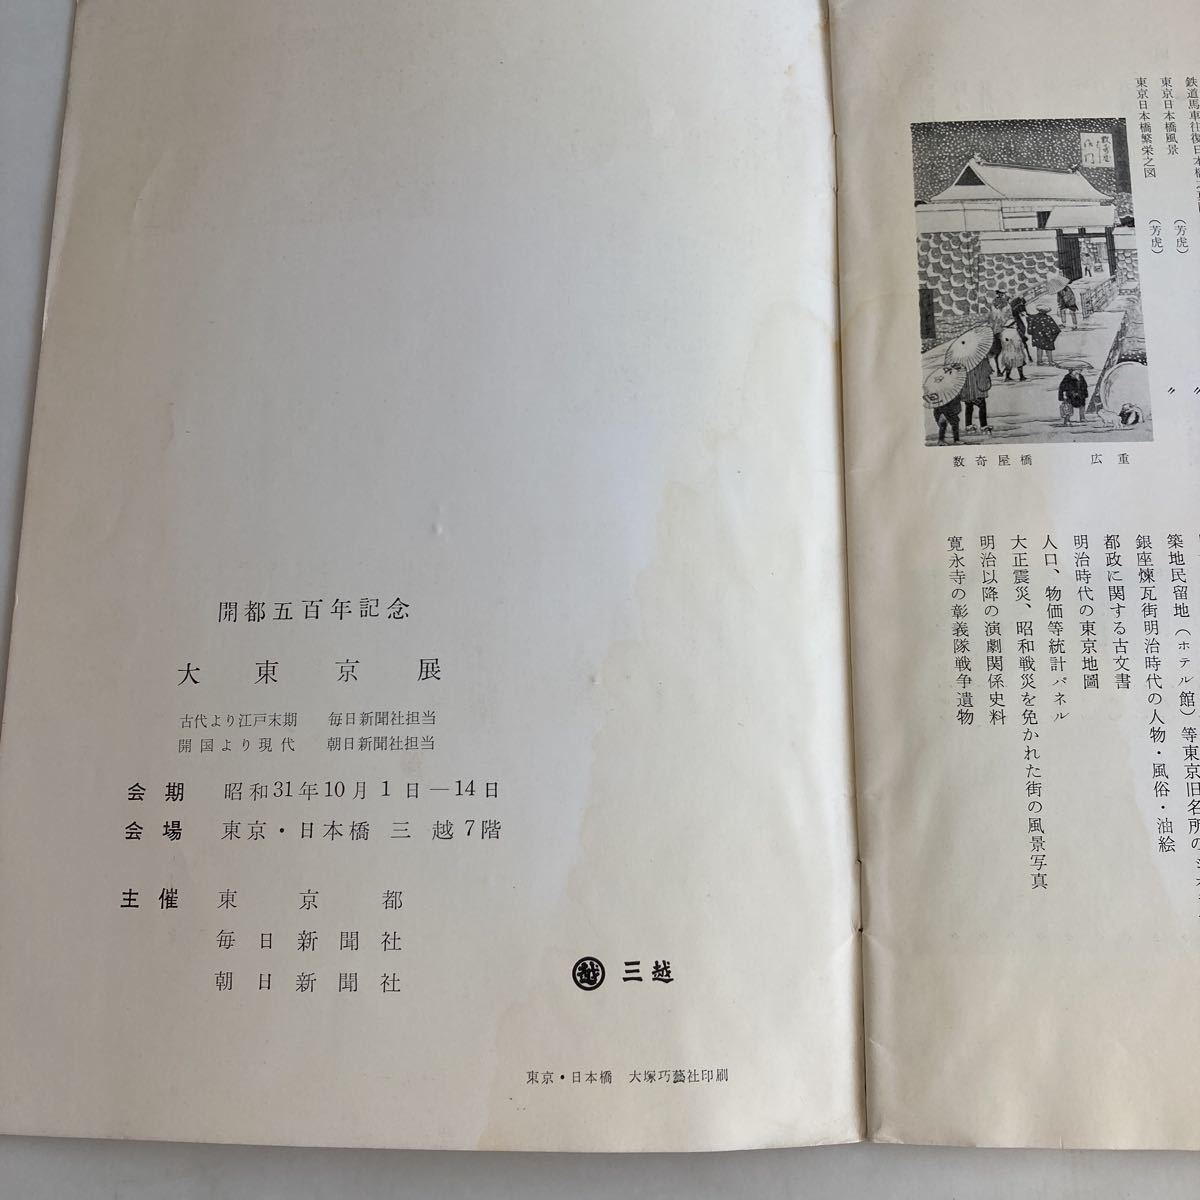 開都五百年記念
大東京展
古代より江戸末期 毎日新聞社担当
開国より現代 朝日新聞社担当
会期 昭和31年10月1日―14日
会場 東京・日本橋 三越7階
主催 東京都
毎日新聞社
朝日新聞社
越 三越
東京・日本橋 大塚巧藝社印刷
東京日本橋風景 (芳虎) 〃
東京日本橋繁栄之図 (芳虎) 〃
数奇屋橋 広重
築地民留地(ホテル館)等東京旧名所の
銀座煉瓦街明治時代の人物・風俗・油絵
都政に関する古文書
明治時代の東京地圖
人口、物価等統計パネル
大正震災、昭和戦災を免かれた街の風景写真
明治以降の演劇関係史料
寛永寺の彰義隊戦争遺物